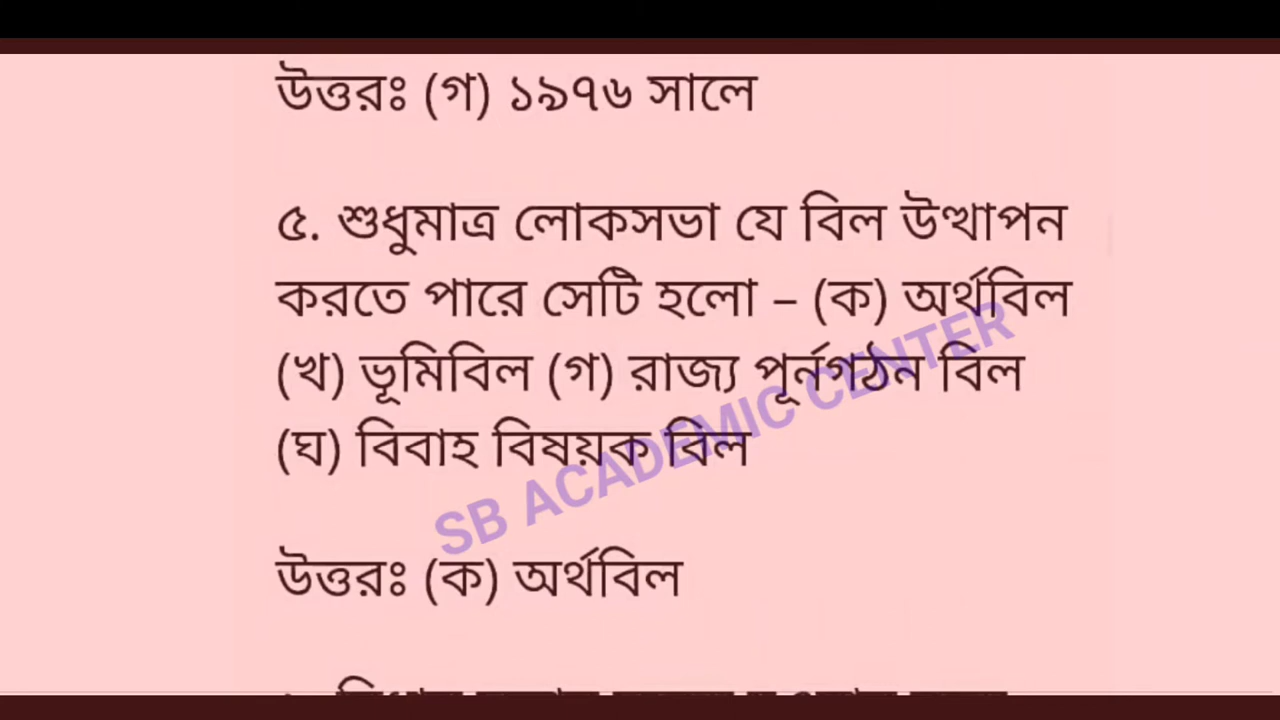 উত্তরঃ (গ) ১৯৭৬ সালে
৫. শুধুমাত্র লোকসভা যে বিল উত্থাপন
করতে পারে সেটি হলো – (ক) অর্থবিল
(খ) ভূমিবিল (গ) রাজ্য পূর্নগঠন বিল
(ঘ) বিবাহ বিষয়ক বিল
SB ACADEMIC CENTER
উত্তরঃ (ক) অর্থবিল